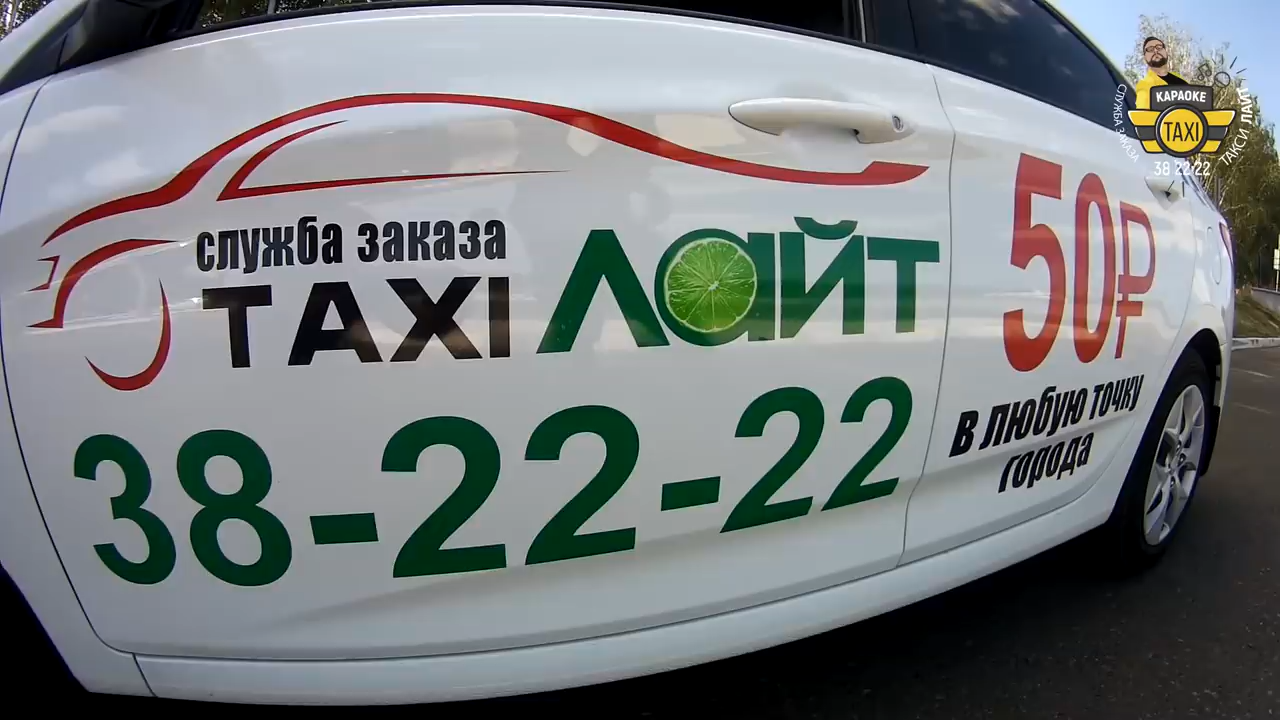 служба заказа
TAXI лайт
38-22-22
50₽
в любую точку
города
КАРАОКЕ
TAXI
СЛУЖБА ЗАКАЗА
ТАКСИ ЛАЙТ
38 22 22